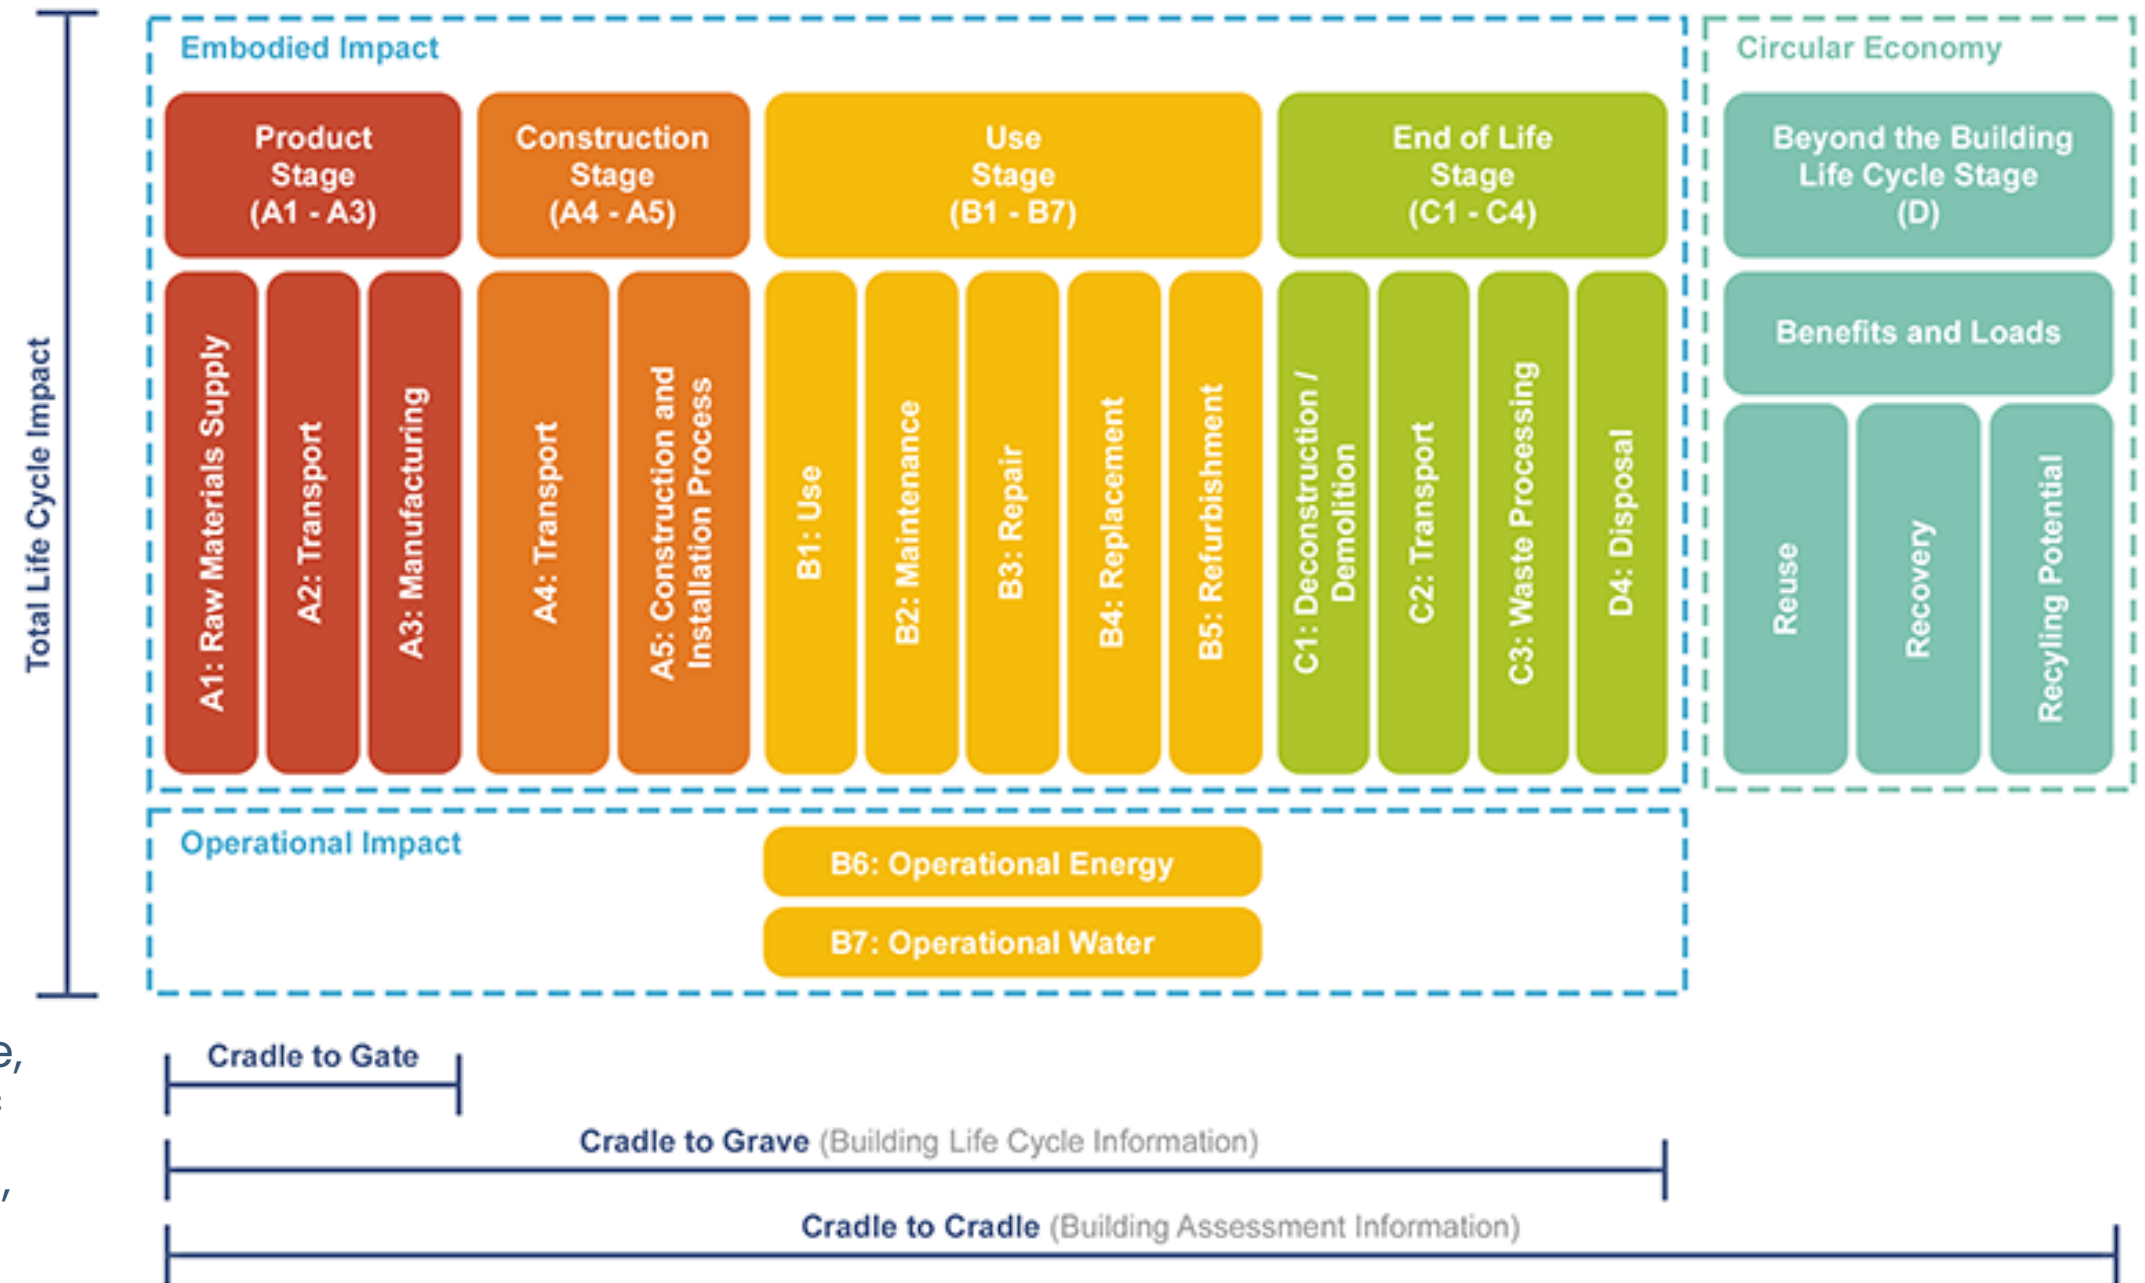 Embodied Impact
Circular Economy
Product
Stage
(A1 - A3)
Construction
Stage
(A4 - A5)
Use
Stage
(B1 - B7)
End of Life
Stage
(C1 - C4)
Beyond the Building
Life Cycle Stage
(D)
Benefits and Loads
Total Life Cycle Impact
A1: Raw Materials Supply
A2: Transport
A3: Manufacturing
A4: Transport
A5: Construction and
Installation Process
B1: Use
B2: Maintenance
B3: Repair
B4: Replacement
B5: Refurbishment
C1: Deconstruction /
Demolition
C2: Transport
C3: Waste Processing
D4: Disposal
Reuse
Recovery
Recyling Potential
Operational Impact
B6: Operational Energy
B7: Operational Water
Cradle to Gate
Cradle to Grave (Building Life Cycle Information)
Cradle to Cradle (Building Assessment Information)